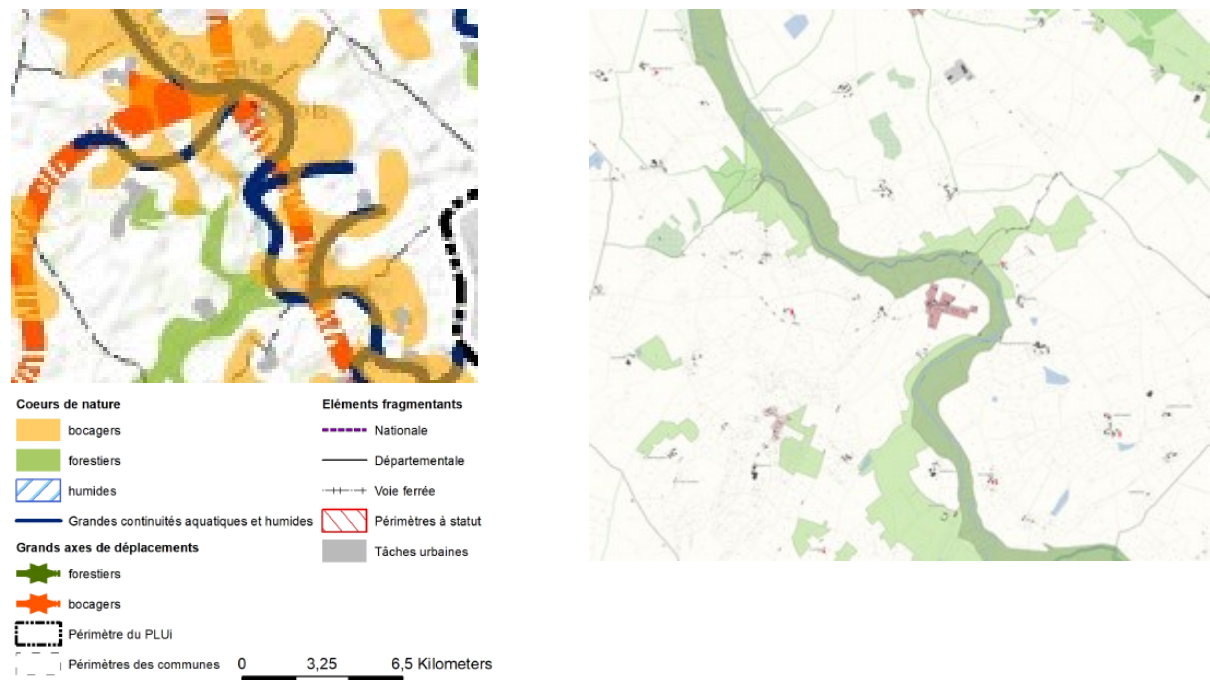 La Charente
Coeurs de nature
bocagers
forestiers
humides
Grandes continuités aquatiques et humides
Grands axes de déplacements
forestiers
bocagers
Périmètre du PLUi
Périmètres des communes
Eléments fragmentants
Nationale
Départementale
Voie ferrée
Périmètres à statut
Tâches urbaines
0 3,25 6,5 Kilometers